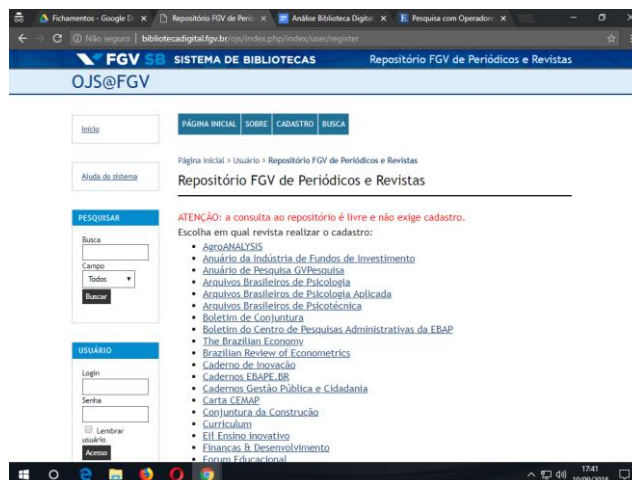 Fichamentos - Google Dr
Repositório FGV de Perió
Análise Biblioteca Digital
Pesquisa com Operadore
Não seguro | bibliotecadigital.fgv.br/ojs/index.php/index/user/register
FGV SB SISTEMA DE BIBLIOTECAS
Repositório FGV de Periódicos e Revistas
OJS@FGV
Início
Ajuda do sistema
PESQUISAR
Busca
Campo
Todos
Buscar
USUÁRIO
Login
Senha
Lembrar
usuário
Acesso
PÁGINA INICIAL
SOBRE
CADASTRO
BUSCA
Página Inicial > Usuário > Repositório FGV de Periódicos e Revistas
Repositório FGV de Periódicos e Revistas
ATENÇÃO: a consulta ao repositório é livre e não exige cadastro.
Escolha em qual revista realizar o cadastro:
AgroANALYSIS
Anuário da Indústria de Fundos de Investimento
Anuário de Pesquisa GVPesquisa
Arquivos Brasileiros de Psicologia
Arquivos Brasileiros de Psicologia Aplicada
Arquivos Brasileiros de Psicotécnica
Boletim de Conjuntura
Boletim do Centro de Pesquisas Administrativas da EBAP
The Brazilian Economy
Brazilian Review of Econometrics
Caderno de Inovação
Cadernos EBAPE.BR
Cadernos Gestão Pública e Cidadania
Carta CEMAP
Conjuntura da Construção
Curriculum
Ei! Ensino inovativo
Finanças & Desenvolvimento
Forum Educacional
17:41